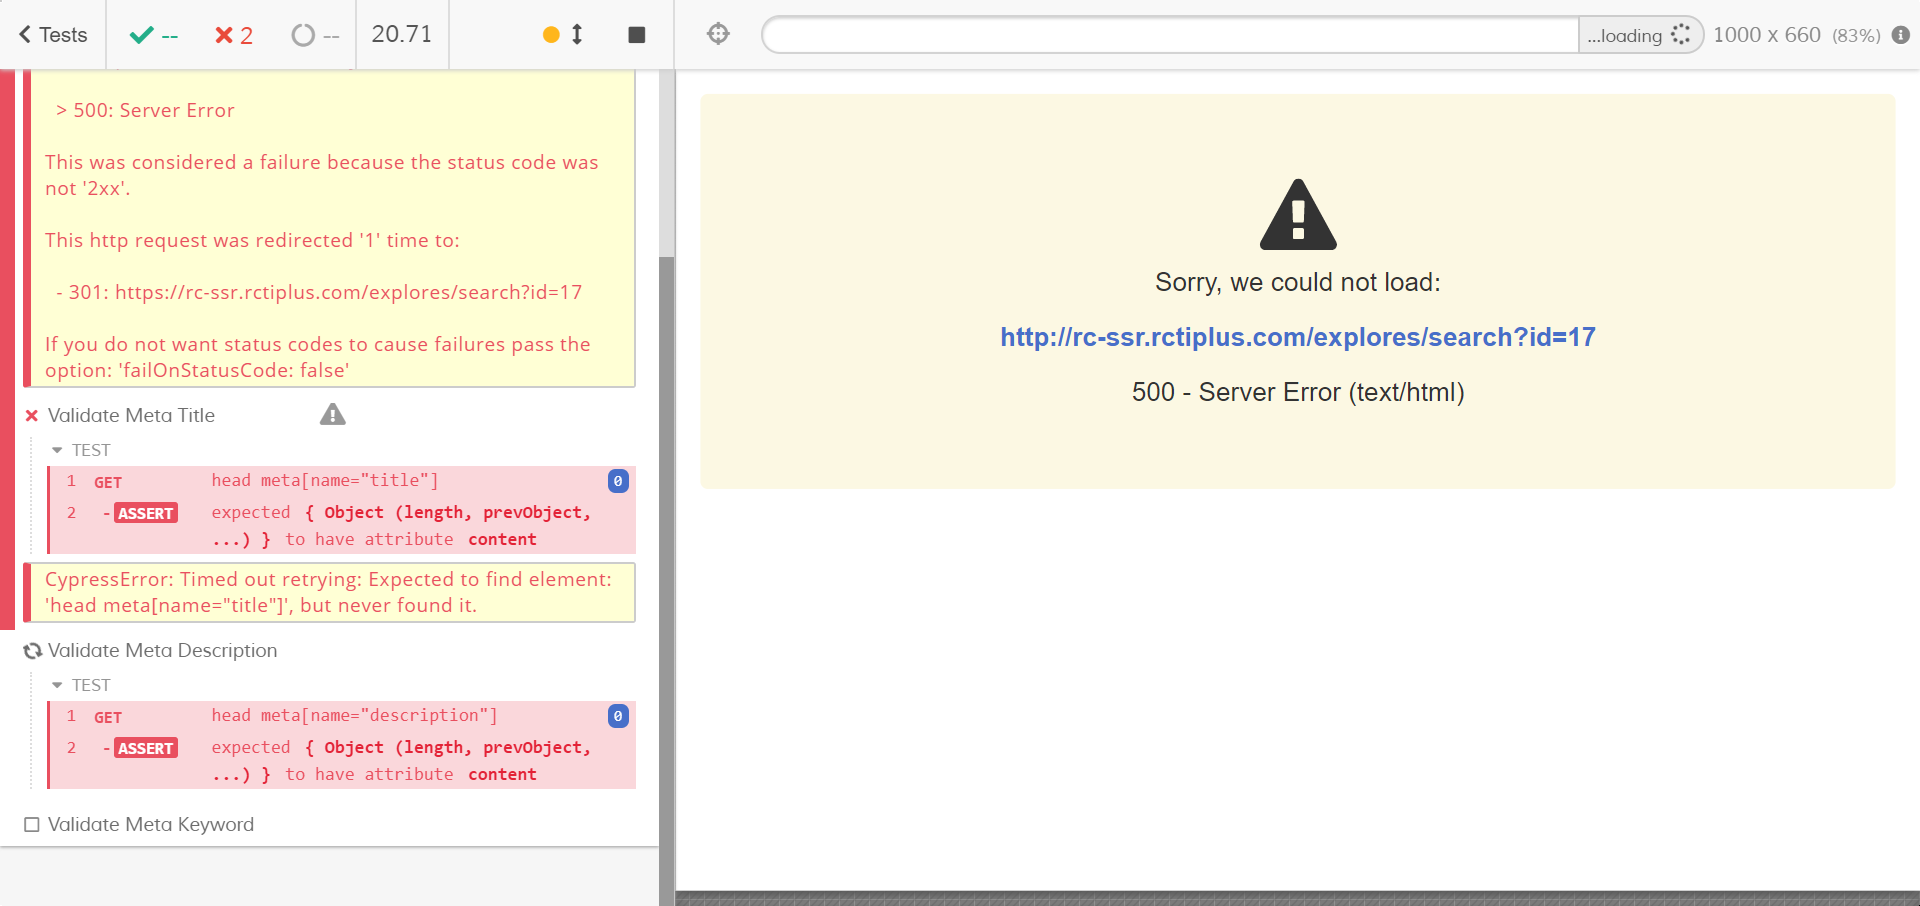 Tests
--
2
--
20.71
...loading
1000 x 660 (83%)
> 500: Server Error
This was considered a failure because the status code was
not '2xx'.
This http request was redirected '1' time to:
- 301: https://rc-ssr.rctiplus.com/explores/search?id=17
If you do not want status codes to cause failures pass the
option: 'failOnStatusCode: false'
Validate Meta Title
TEST
1 GET head meta[name="title"] 0
2 -ASSERT expected { Object (length, prevObject,
...) } to have attribute content
CypressError: Timed out retrying: Expected to find element:
'head meta[name="title"]', but never found it.
Validate Meta Description
TEST
1 GET head meta[name="description"] 0
2 -ASSERT expected { Object (length, prevObject,
...) } to have attribute content
Validate Meta Keyword
Sorry, we could not load:
http://rc-ssr.rctiplus.com/explores/search?id=17
500 - Server Error (text/html)